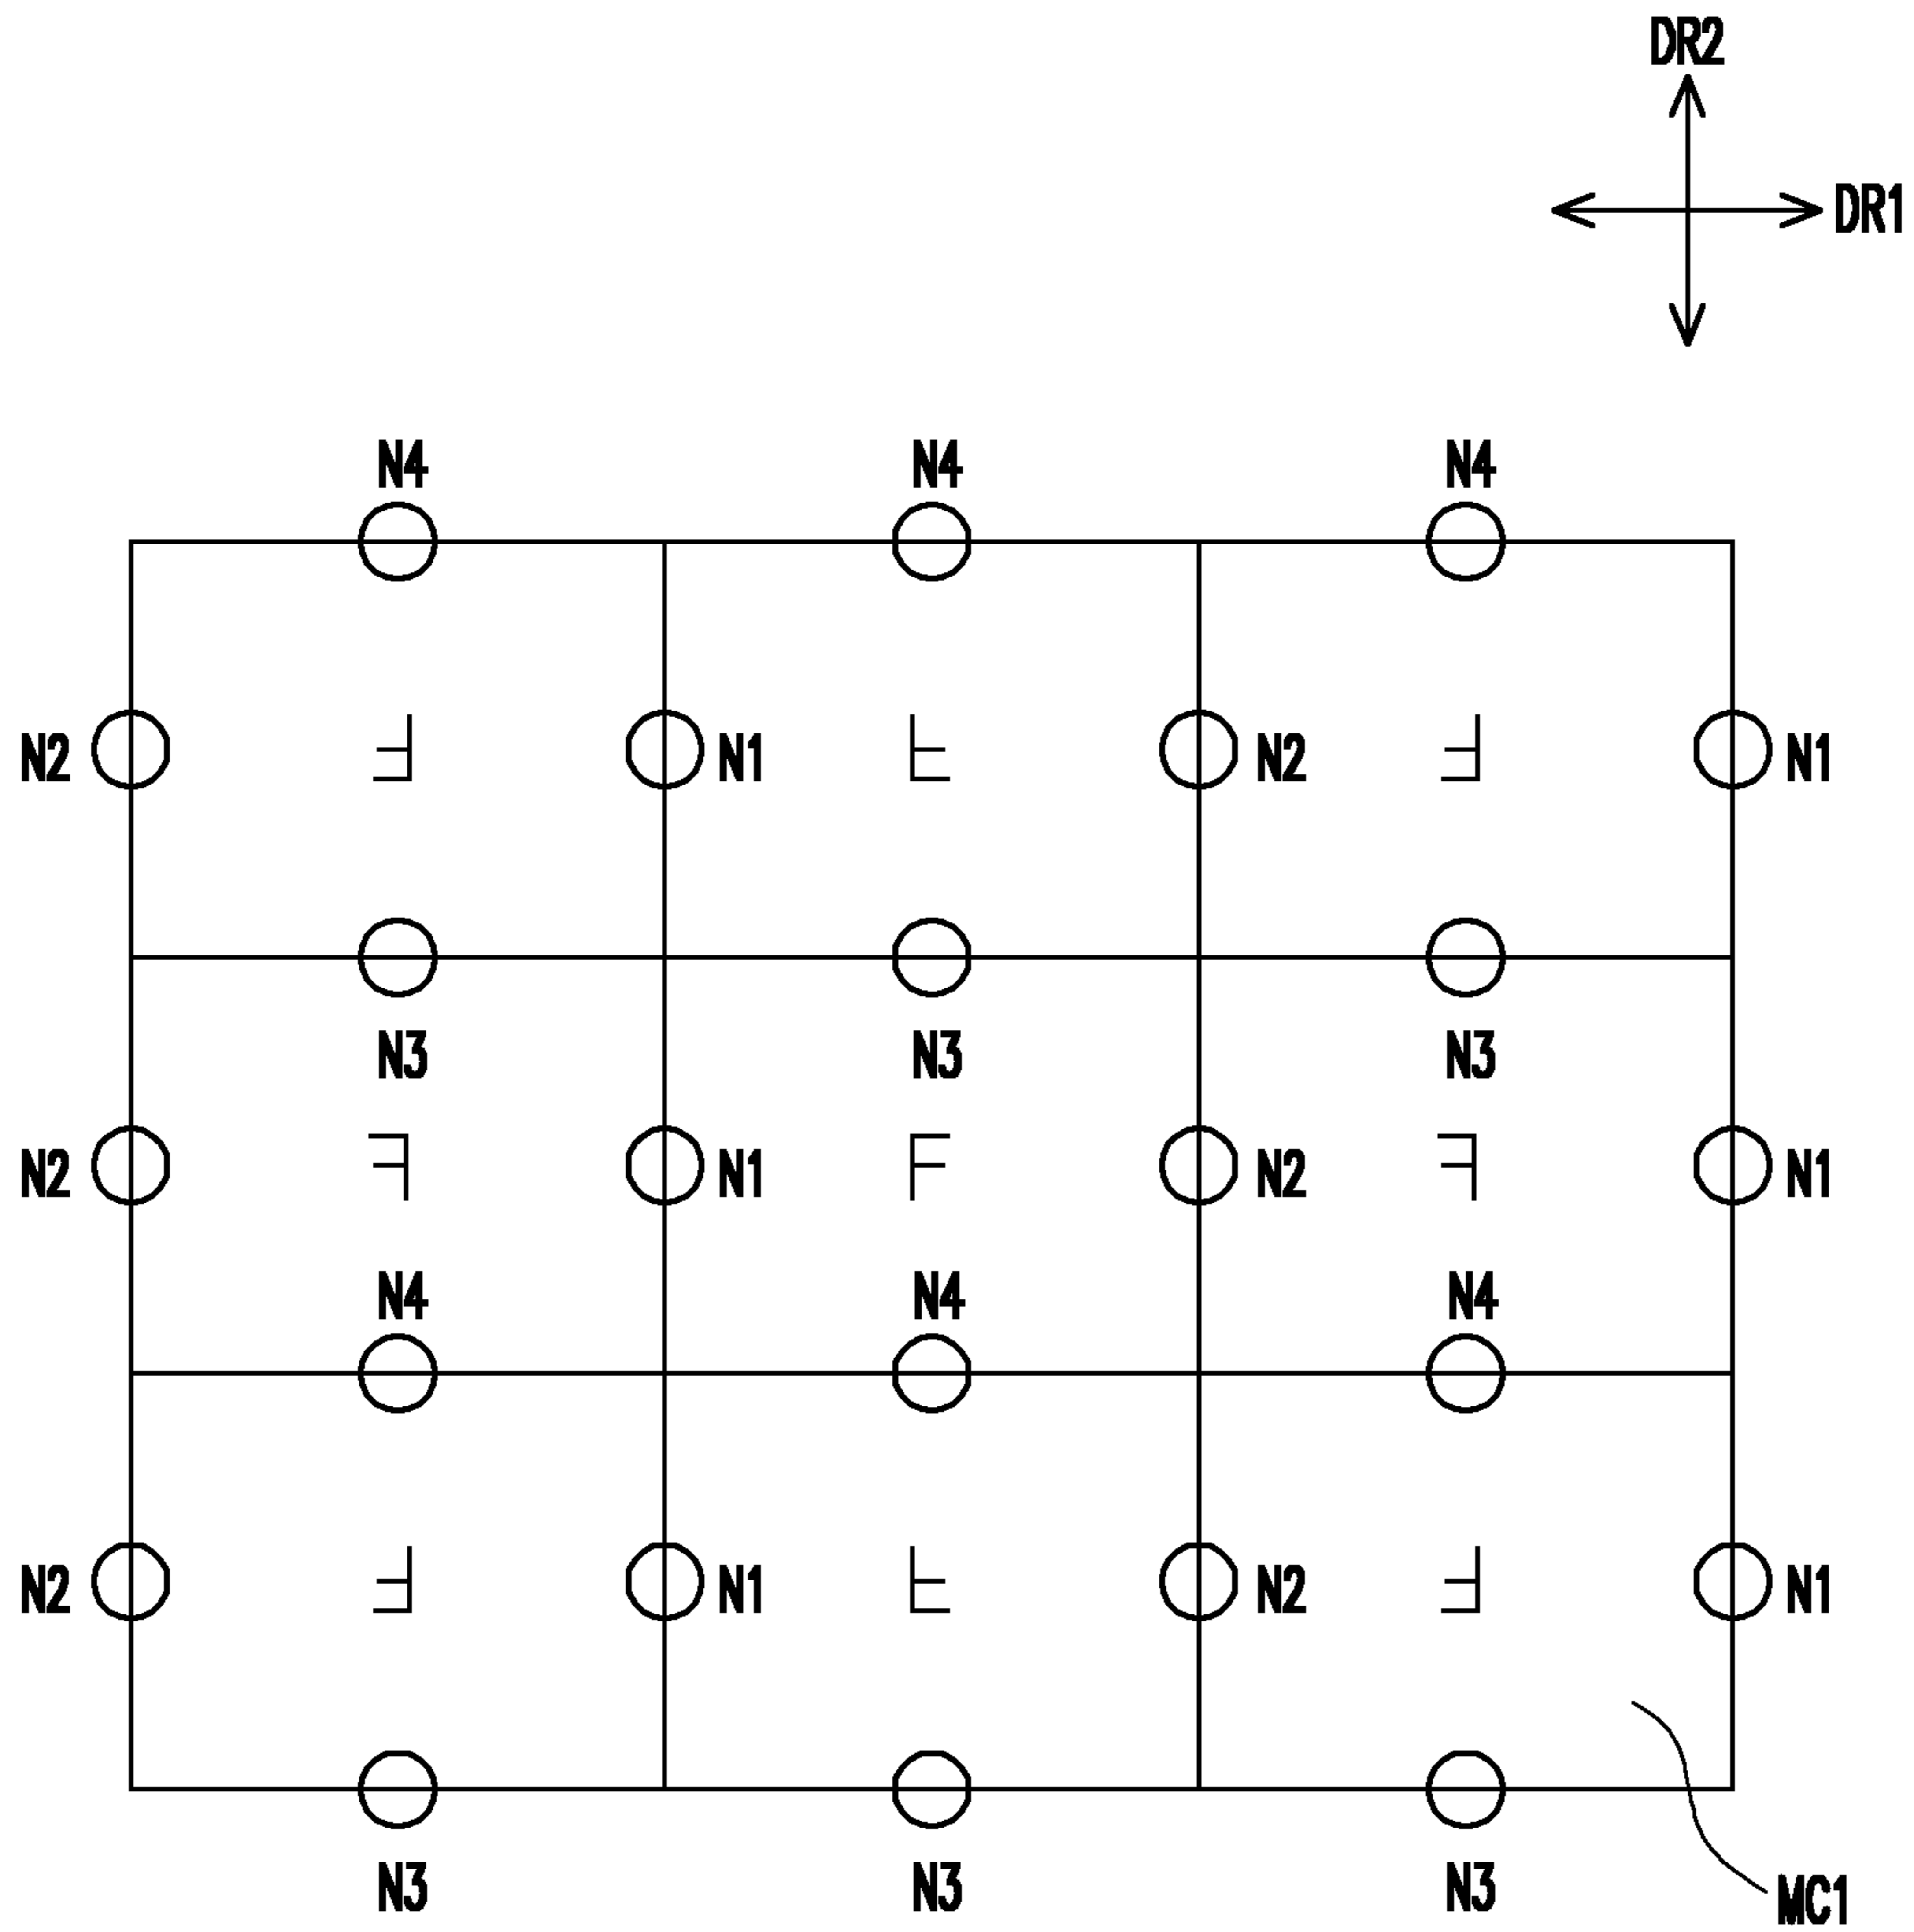 DR2
DR1
N4 N4 N4
N2 Ⅎ N1 F N2 Ⅎ N1
N3 N3 N3
N2 F N1 F N2 F N1
N4 N4 N4
N2 Ⅎ N1 F N2 Ⅎ N1
N3 N3 N3
MC1